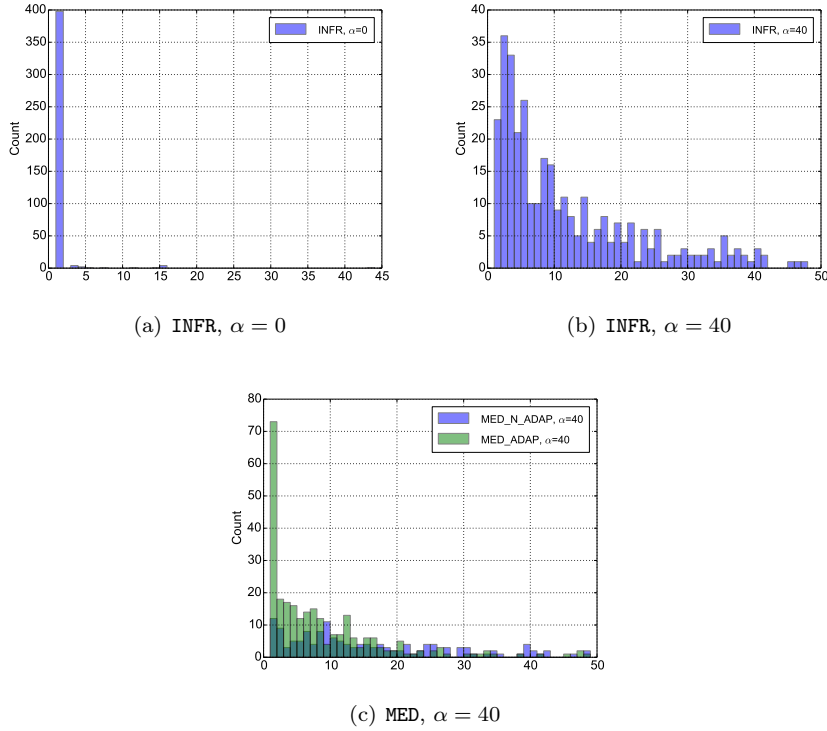 400
350
300
250
200
150
100
50
0
Count
INFR, α=0
0 5 10 15 20 25 30 35 40 45
(a) INFR, α = 0
40
35
30
25
20
15
10
5
0
Count
INFR, α=40
0 10 20 30 40 50
(b) INFR, α = 40
80
70
60
50
40
30
20
10
0
Count
MED_N_ADAP, α=40
MED_ADAP, α=40
0 10 20 30 40 50
(c) MED, α = 40